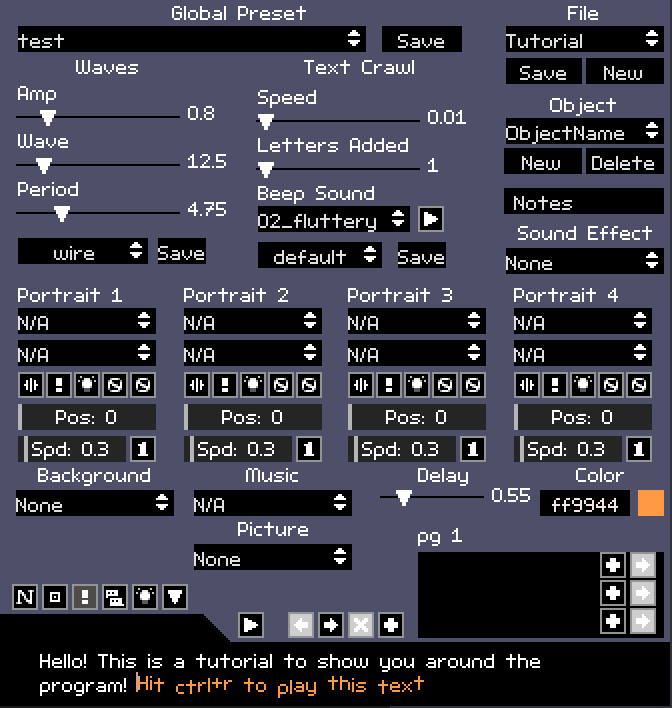 Global Preset
File
test
Save
Tutorial
Waves
Text Crawl
Save
New
Amp
0.8
Speed
0.01
Object
ObjectName
Wave
12.5
Letters Added
1
New
Delete
Period
4.75
Beep Sound
02_fluttery
Notes
Sound Effect
wire
Save
default
Save
None
Portrait 1
Portrait 2
Portrait 3
Portrait 4
N/A
N/A
N/A
N/A
N/A
N/A
N/A
N/A
Pos: 0
Pos: 0
Pos: 0
Pos: 0
Spd: 0.3
1
Spd: 0.3
1
Spd: 0.3
1
Spd: 0.3
1
Background
Music
Delay
Color
None
N/A
0.55
ff9944
Picture
pg 1
None
N
Hello! This is a tutorial to show you around the
program! Hit ctrl+r to play this text